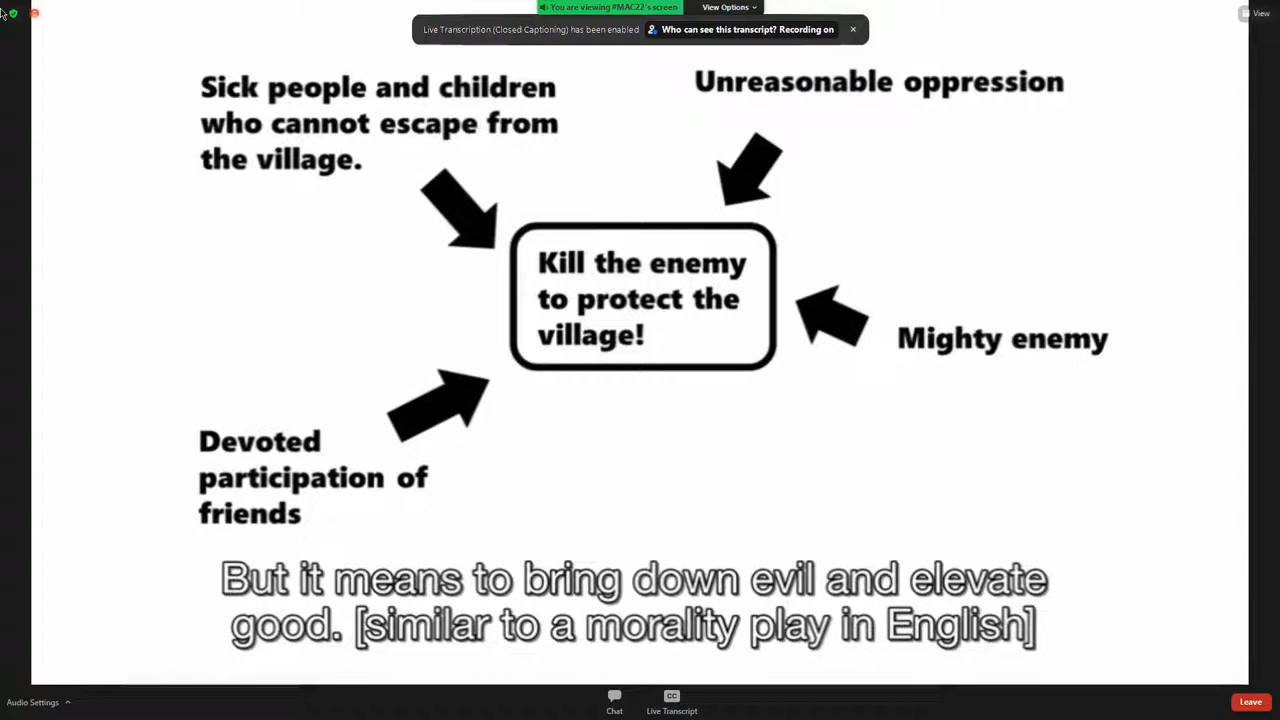 You are viewing #MAC22's screen
View Options
View
Live Transcription (Closed Captioning) has been enabled
Who can see this transcript? Recording on
Sick people and children
who cannot escape from
the village.
Unreasonable oppression
Kill the enemy
to protect the
village!
Mighty enemy
Devoted
participation of
friends
But it means to bring down evil and elevate
good. [similar to a morality play in English]
Audio Settings
CC
Chat
Live Transcript
Leave